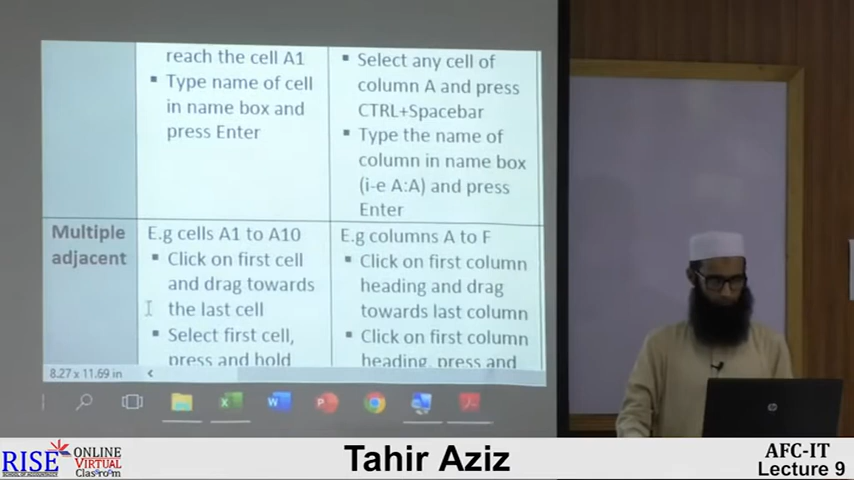 reach the cell A1
▪ Type name of cell
in name box and
press Enter
▪ Select any cell of
column A and press
CTRL+Spacebar
▪ Type the name of
column in name box
(i-e A:A) and press
Enter
Multiple
adjacent
E.g cells A1 to A10
▪ Click on first cell
and drag towards
the last cell
▪ Select first cell,
press and hold
E.g columns A to F
▪ Click on first column
heading and drag
towards last column
▪ Click on first column
heading, press and
8.27 x 11.69 in
RISE
SCHOOL OF ACCOUNTANCY
ONLINE
VIRTUAL
Classroom
Tahir Aziz
AFC-IT
Lecture 9